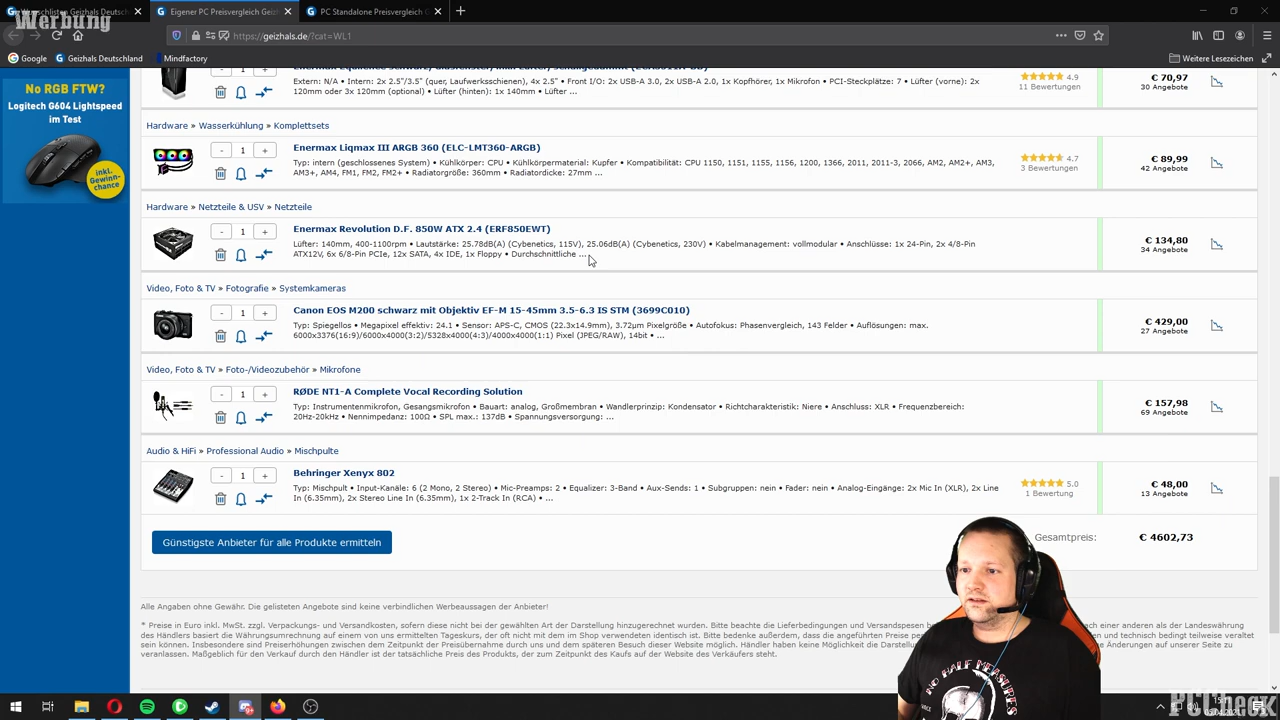 Wunschlisten Geizhals Deutsch
Eigener PC Preisvergleich Geiz
PC Standalone Preisvergleich G
Werbung
https://geizhals.de/?cat=WL1
Google
Geizhals Deutschland
Mindfactory
Weitere Lesezeichen
No RGB FTW?
Logitech G604 Lightspeed
im Test
inkl.
Gewinn-
chance
Extern: N/A • Intern: 2x 2.5"/3.5" (quer, Laufwerksschienen), 4x 2.5" • Front I/O: 2x USB-A 3.0, 2x USB-A 2.0, 1x Kopfhörer, 1x Mikrofon • PCI-Steckplätze: 7 • Lüfter (vorne): 2x
120mm oder 3x 120mm (optional) • Lüfter (hinten): 1x 140mm • Lüfter ...
4.9
11 Bewertungen
€ 70,97
30 Angebote
Hardware » Wasserkühlung » Komplettsets
- 1 +
Enermax Liqmax III ARGB 360 (ELC-LMT360-ARGB)
Typ: intern (geschlossenes System) • Kühlkörper: CPU • Kühlkörpermaterial: Kupfer • Kompatibilität: CPU 1150, 1151, 1155, 1156, 1200, 1366, 2011, 2011-3, 2066, AM2, AM2+, AM3,
AM3+, AM4, FM1, FM2, FM2+ • Radiatorgröße: 360mm • Radiatordicke: 27mm ...
4.7
3 Bewertungen
€ 89,99
42 Angebote
Hardware » Netzteile & USV » Netzteile
- 1 +
Enermax Revolution D.F. 850W ATX 2.4 (ERF850EWT)
Lüfter: 140mm, 400-1100rpm • Lautstärke: 25.78dB(A) (Cybenetics, 115V), 25.06dB(A) (Cybenetics, 230V) • Kabelmanagement: vollmodular • Anschlüsse: 1x 24-Pin, 2x 4/8-Pin
ATX12V, 6x 6/8-Pin PCIe, 12x SATA, 4x IDE, 1x Floppy • Durchschnittliche ...
€ 134,80
34 Angebote
Video, Foto & TV » Fotografie » Systemkameras
- 1 +
Canon EOS M200 schwarz mit Objektiv EF-M 15-45mm 3.5-6.3 IS STM (3699C010)
Typ: Spiegellos • Megapixel effektiv: 24.1 • Sensor: APS-C, CMOS (22.3x14.9mm), 3.72µm Pixelgröße • Autofokus: Phasenvergleich, 143 Felder • Auflösungen: max.
6000x3376(16:9)/6000x4000(3:2)/5328x4000(4:3)/4000x4000(1:1) Pixel (JPEG/RAW), 14bit • ...
€ 429,00
27 Angebote
Video, Foto & TV » Foto-/Videozubehör » Mikrofone
- 1 +
RØDE NT1-A Complete Vocal Recording Solution
Typ: Instrumentenmikrofon, Gesangsmikrofon • Bauart: analog, Großmembran • Wandlerprinzip: Kondensator • Richtcharakteristik: Niere • Anschluss: XLR • Frequenzbereich:
20Hz-20kHz • Nennimpedanz: 100Ω • SPL max.: 137dB • Spannungsversorgung: ...
€ 157,98
69 Angebote
Audio & HiFi » Professional Audio » Mischpulte
- 1 +
Behringer Xenyx 802
Typ: Mischpult • Input-Kanäle: 6 (2 Mono, 2 Stereo) • Mic-Preamps: 2 • Equalizer: 3-Band • Aux-Sends: 1 • Subgruppen: nein • Fader: nein • Analog-Eingänge: 2x Mic In (XLR), 2x Line
In (6.35mm), 2x Stereo Line In (6.35mm), 1x 2-Track In (RCA) • ...
5.0
1 Bewertung
€ 48,00
13 Angebote
Günstigste Anbieter für alle Produkte ermitteln
Gesamtpreis:
€ 4602,73
Alle Angaben ohne Gewähr. Die gelisteten Angebote sind keine verbindlichen Werbeaussagen der Anbieter!
* Preise in Euro inkl. MwSt. zzgl. Verpackungs- und Versandkosten, sofern diese nicht bei der gewählten Art der Darstellung hinzugerechnet wurden. Bitte beachte die Lieferbedingungen und Versandspesen
einer anderen als der Landeswährung
des Händlers basiert die Währungsumrechnung auf einem von uns ermittelten Tageskurs, der oft nicht mit dem im Shop verwendeten identisch ist. Bitte bedenke außerdem, dass die angeführten Preise
und technisch bedingt teilweise veraltet
sein können. Insbesondere sind Preiserhöhungen zwischen dem Zeitpunkt der Preisübernahme durch uns und dem späteren Besuch dieser Website möglich. Händler haben keine Möglichkeit die
Änderungen auf unserer Seite zu
veranlassen. Maßgeblich für den Verkauf durch den Händler ist der tatsächliche Preis des Produkts, der zum Zeitpunkt des Kaufs auf der Website des Verkäufers steht.
NO HALF MEASURES
PCCheck